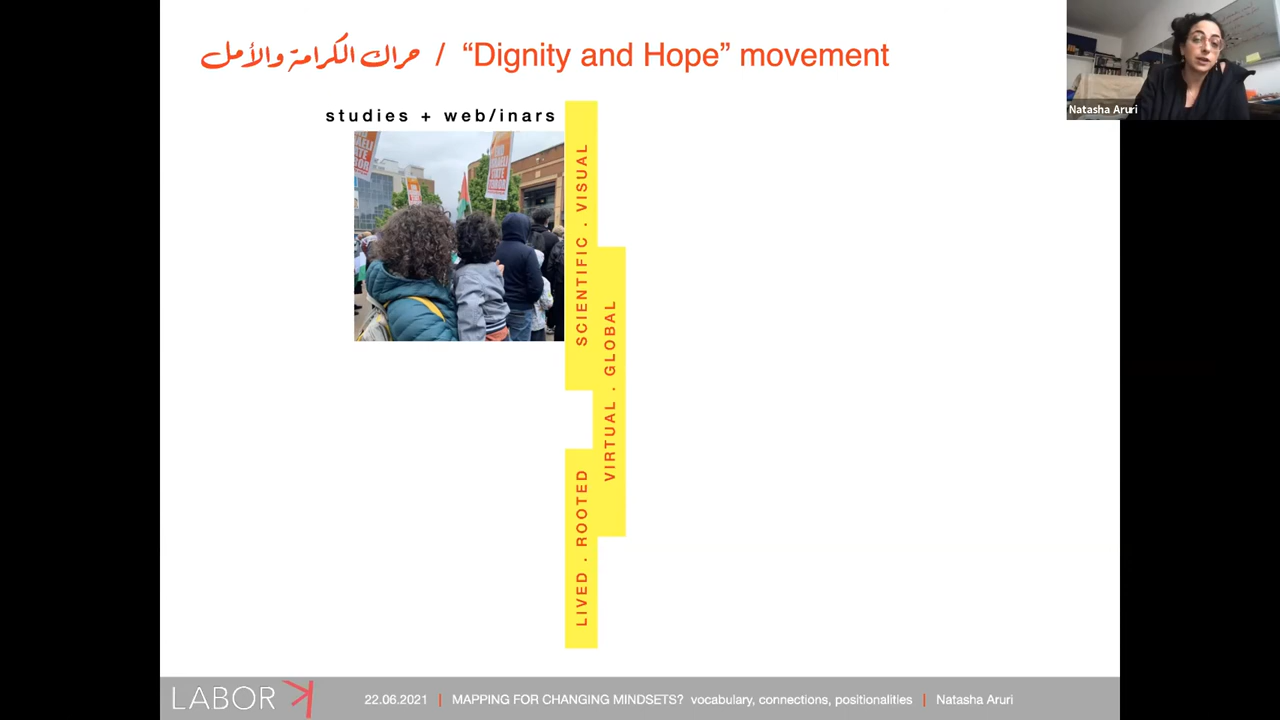 حراك الكرامة والأمل / “Dignity and Hope” movement
Natasha Aruri
studies + web/inars
SCIENTIFIC . VISUAL
VIRTUAL . GLOBAL
LIVED . ROOTED
LABOR K
22.06.2021 | MAPPING FOR CHANGING MINDSETS? vocabulary, connections, positionalities | Natasha Aruri